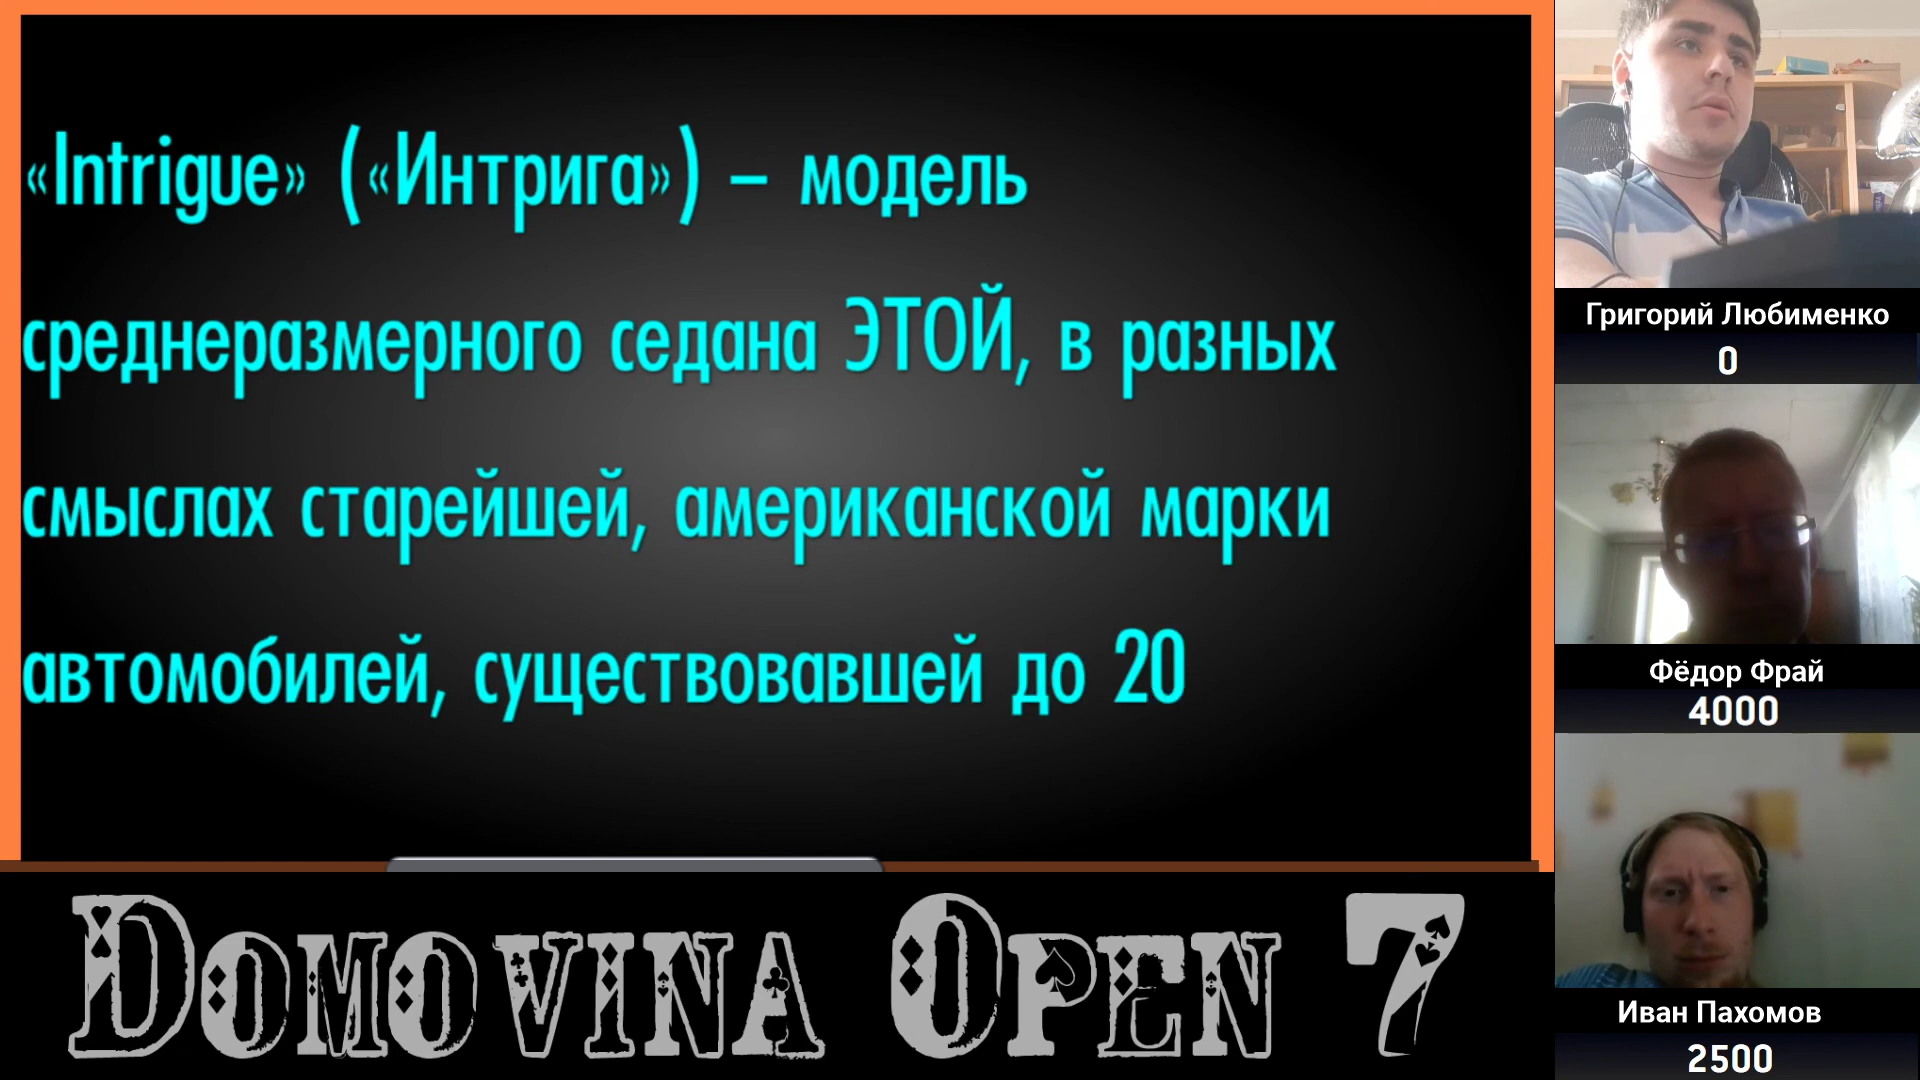 «Intrigue» («Интрига») – модель
среднеразмерного седана ЭТОЙ, в разных
смыслах старейшей, американской марки
автомобилей, существовавшей до 20
Григорий Любименко
0
Фёдор Фрай
4000
Иван Пахомов
2500
Domovina Open 7